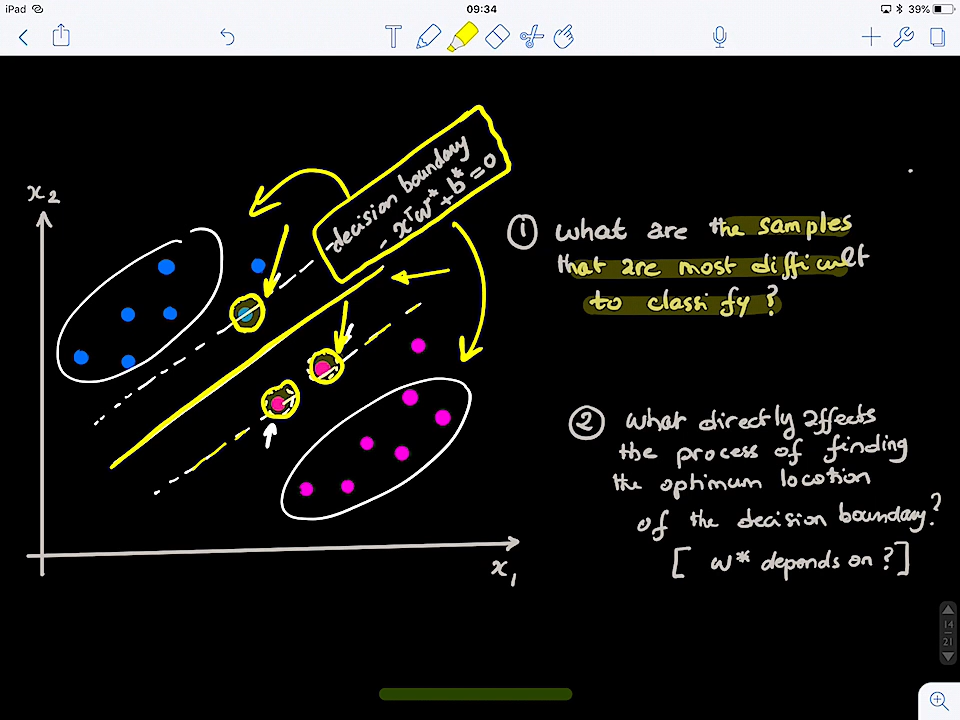 iPad
09:34
39%
T
x2
decision boundary
- xᵀw* + b* = 0
① What are the samples
that are most difficult
to classify?
② What directly affects
the process of finding
the optimum location
of the decision boundary?
[ w* depends on ? ]
x1
14
21